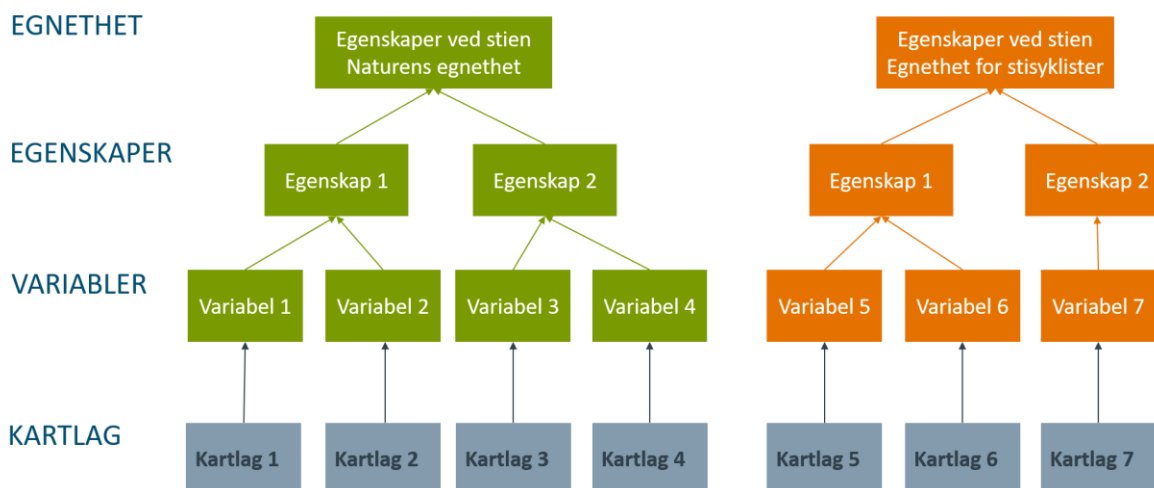 EGNETHET
Egenskaper ved stien
Naturens egnethet
Egenskaper ved stien
Egnethet for stisyklister
EGENSKAPER
Egenskap 1
Egenskap 2
Egenskap 1
Egenskap 2
VARIABLER
Variabel 1
Variabel 2
Variabel 3
Variabel 4
Variabel 5
Variabel 6
Variabel 7
KARTLAG
Kartlag 1
Kartlag 2
Kartlag 3
Kartlag 4
Kartlag 5
Kartlag 6
Kartlag 7